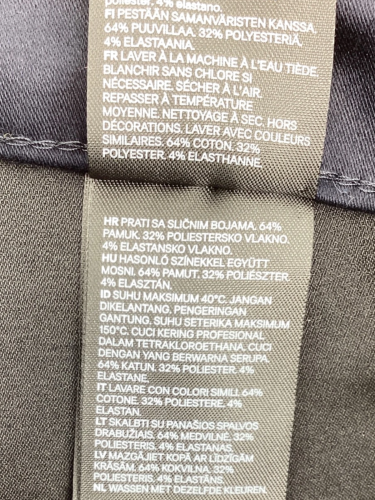 poliester. 4% elastano.
FI PESTÄÄN SAMANVÄRISTEN KANSSA.
64% PUUVILLAA. 32% POLYESTERIÄ,
4% ELASTAANIA.
FR LAVER À LA MACHINE À L'EAU TIÈDE.
BLANCHIR SANS CHLORE SI
NÉCESSAIRE. SÉCHER À L'AIR.
REPASSER À TEMPÉRATURE
MOYENNE. NETTOYAGE À SEC. HORS
DÉCORATIONS. LAVER AVEC COULEURS
SIMILAIRES. 64% COTON. 32%
POLYESTER. 4% ELASTHANNE.
HR PRATI SA SLIČNIM BOJAMA. 64%
PAMUK. 32% POLIESTERSKO VLAKNO.
4% ELASTANSKO VLAKNO.
HU HASONLÓ SZÍNEKKEL EGYÜTT
MOSNI. 64% PAMUT. 32% POLIÉSZTER.
4% ELASZTÁN.
ID SUHU MAKSIMUM 40°C. JANGAN
DIKELANTANG, PENGERINGAN
GANTUNG. SUHU SETERIKA MAKSIMUM
150°C. CUCI KERING PROFESIONAL
DALAM TETRAKLOROETHANA. CUCI
DENGAN YANG BERWARNA SERUPA.
64% KATUN. 32% POLIESTER. 4%
ELASTANE.
IT LAVARE CON COLORI SIMILI. 64%
COTONE. 32% POLIESTERE. 4%
ELASTAN.
LT SKALBTI SU PANAŠIOS SPALVOS
DRABUŽIAIS. 64% MEDVILNĖ. 32%
POLIESTERIS. 4% ELASTANAS.
LV MAZGĀJIET KOPĀ AR LĪDZĪGĀM
KRĀSĀM. 64% KOKVILNA. 32%
POLIESTERS. 4% ELASTĀNS.
NL WASSEN MET DEZELFDE KLEUREN.